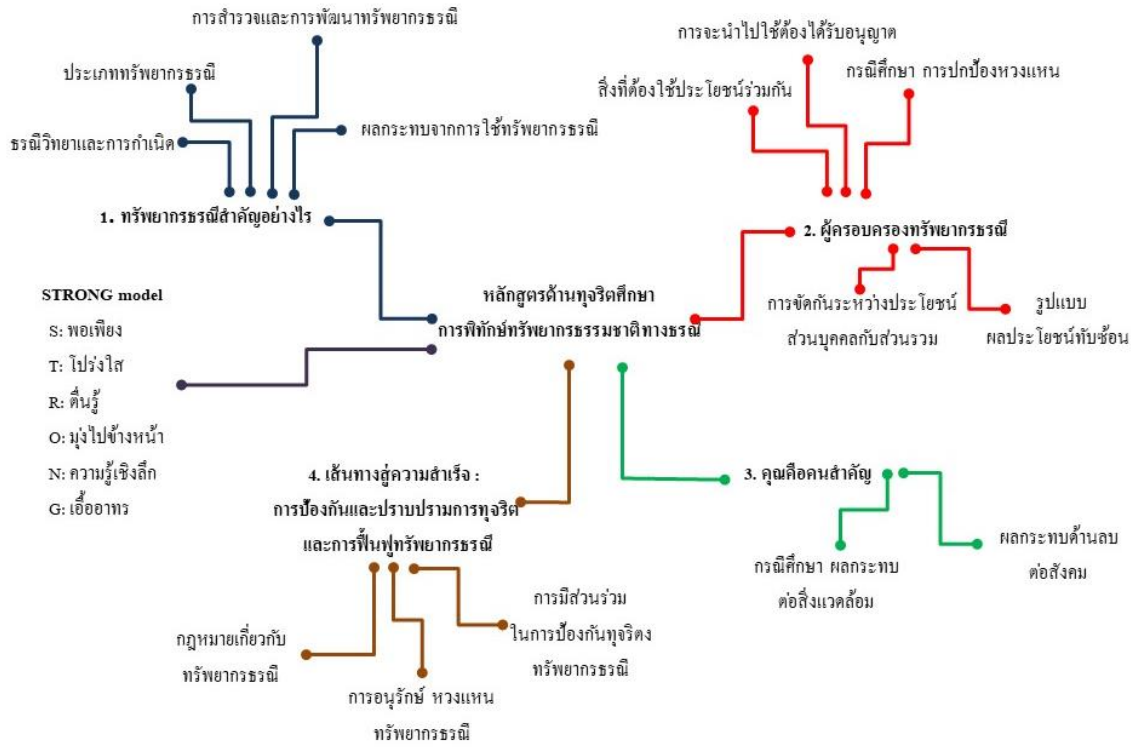 การสำรวจและการพัฒนาทรัพยากรธรณี
ประเภททรัพยากรธรณี
ธรณีวิทยาและการกำเนิด
ผลกระทบจากการใช้ทรัพยากรธรณี
1. ทรัพยากรธรณีสำคัญอย่างไร
การจะนำไปใช้ต้องได้รับอนุญาต
สิ่งที่ต้องใช้ประโยชน์ร่วมกัน
กรณีศึกษา การปกป้องหวงแหน
2. ผู้ครอบครองทรัพยากรธรณี
การขัดกันระหว่างประโยชน์
ส่วนบุคคลกับส่วนรวม
รูปแบบ
ผลประโยชน์ทับซ้อน
หลักสูตรต้านทุจริตศึกษา
การพิทักษ์ทรัพยากรธรรมชาติทางธรณี
STRONG model
S: พอเพียง
T: โปร่งใส
R: ตื่นรู้
O: มุ่งไปข้างหน้า
N: ความรู้เชิงลึก
G: เอื้ออาทร
3. คุณคือคนสำคัญ
กรณีศึกษา ผลกระทบ
ต่อสิ่งแวดล้อม
ผลกระทบด้านลบ
ต่อสังคม
4. เส้นทางสู่ความสำเร็จ :
การป้องกันและปราบปรามการทุจริต
และการฟื้นฟูทรัพยากรธรณี
กฎหมายเกี่ยวกับ
ทรัพยากรธรณี
การอนุรักษ์ หวงแหน
ทรัพยากรธรณี
การมีส่วนร่วม
ในการป้องกันทุจริตง
ทรัพยากรธรณี